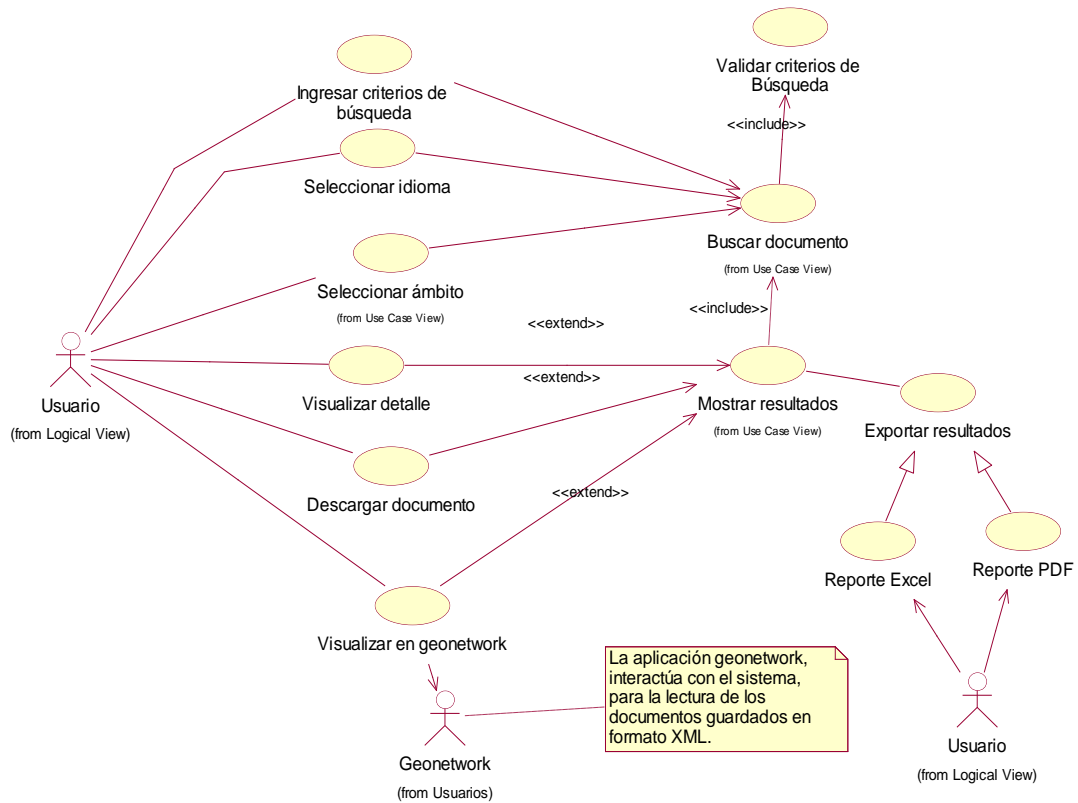 Ingresar criterios de
búsqueda
Validar criterios de
Búsqueda
<<include>>
Seleccionar idioma
Buscar documento
(from Use Case View)
Seleccionar ámbito
(from Use Case View)
<<include>>
<<extend>>
Usuario
(from Logical View)
Visualizar detalle
<<extend>>
Mostrar resultados
(from Use Case View)
Exportar resultados
Descargar documento
<<extend>>
Reporte Excel
Reporte PDF
Visualizar en geonetwork
La aplicación geonetwork,
interactúa con el sistema,
para la lectura de los
documentos guardados en
formato XML.
Geonetwork
(from Usuarios)
Usuario
(from Logical View)